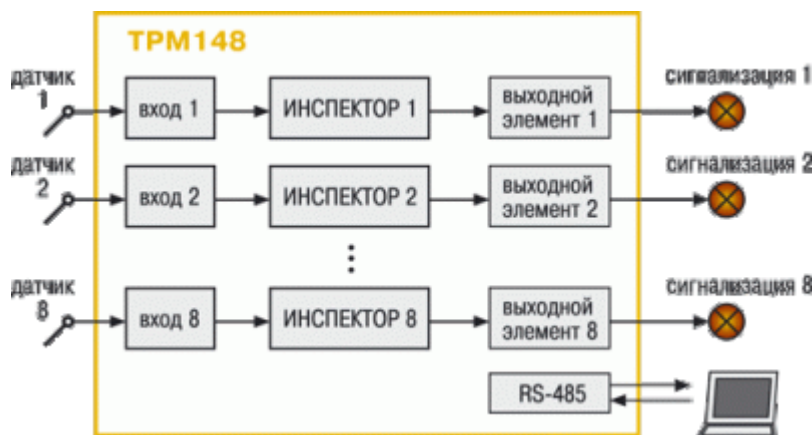 ТРМ148
датчик
1
вход 1
ИНСПЕКТОР 1
выходной
элемент 1
сигнализация 1
датчик
2
вход 2
ИНСПЕКТОР 2
выходной
элемент 2
сигнализация 2
датчик
8
вход 8
ИНСПЕКТОР 8
выходной
элемент 8
сигнализация 8
RS-485